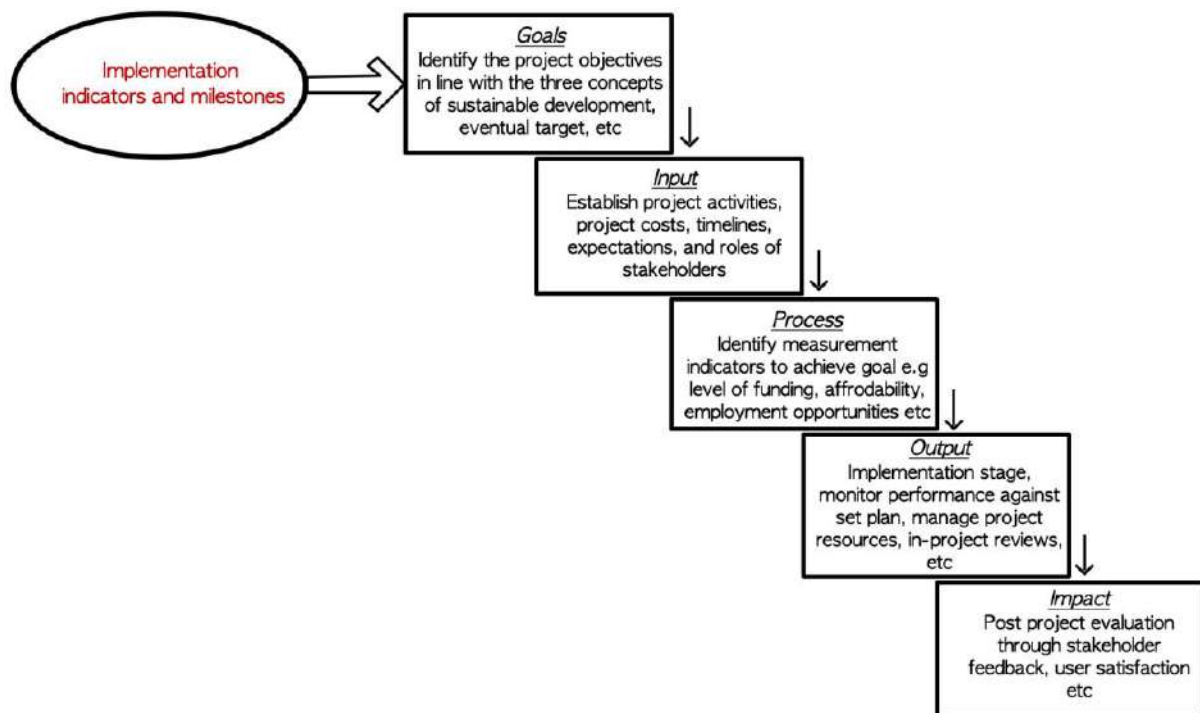 Implementation
indicators and milestones
Goals
Identify the project objectives
in line with the three concepts
of sustainable development,
eventual target, etc
Input
Establish project activities,
project costs, timelines,
expectations, and roles of
stakeholders
Process
Identify measurement
indicators to achieve goal e.g
level of funding, affrodability,
employment opportunities etc
Output
Implementation stage,
monitor performance against
set plan, manage project
resources, in-project reviews,
etc
Impact
Post project evaluation
through stakeholder
feedback, user satisfaction
etc